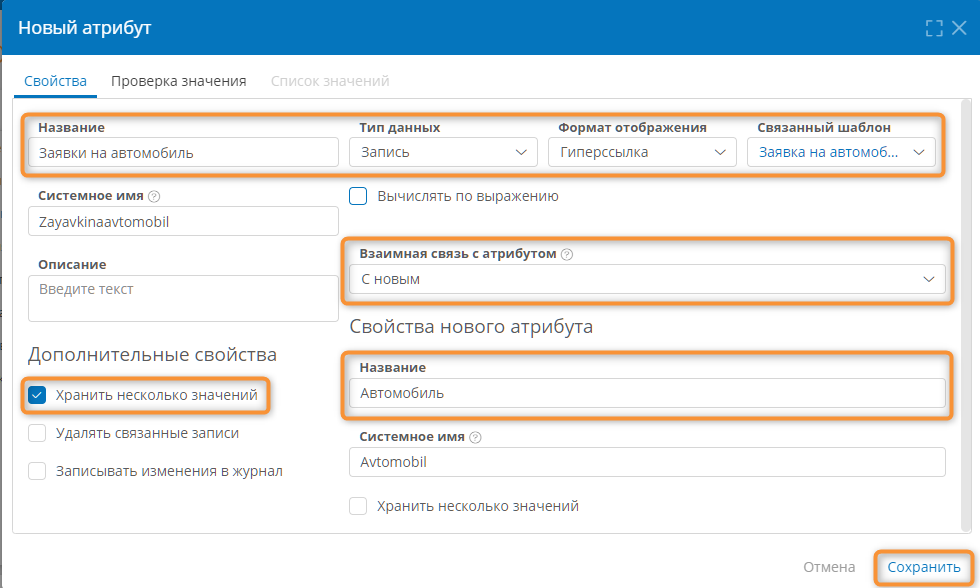 Новый атрибут
Свойства Проверка значения Список значений
Название Тип данных Формат отображения Связанный шаблон
Заявки на автомобиль Запись Гиперссылка Заявка на автомоб...
Системное имя ? Вычислять по выражению
Zayavkinaavtomobil
Взаимная связь с атрибутом ?
Описание С новым
Введите текст
Свойства нового атрибута
Дополнительные свойства
Название
Хранить несколько значений Автомобиль
Удалять связанные записи Системное имя ?
Записывать изменения в журнал Avtomobil
Хранить несколько значений
Отмена Сохранить